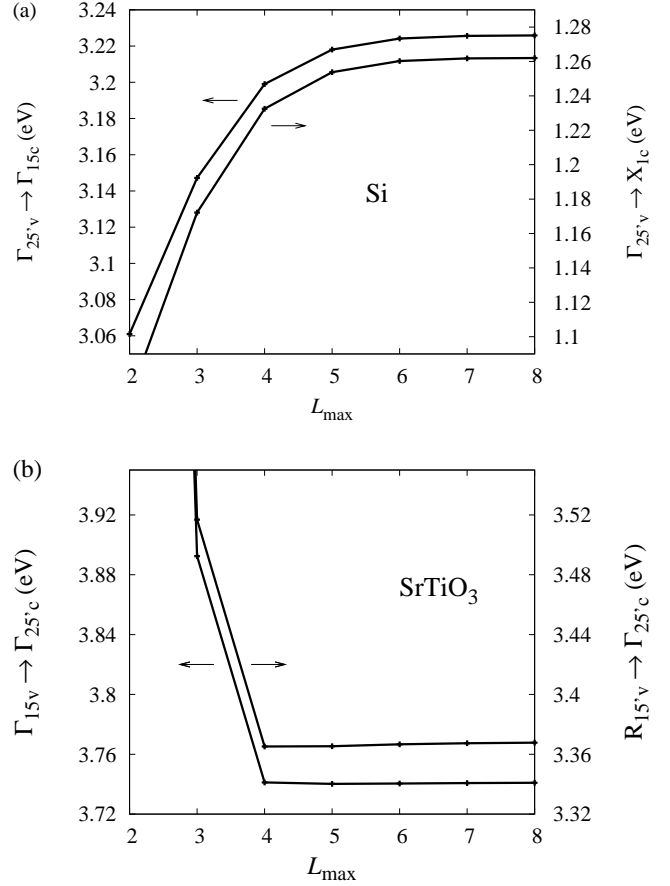 (a)
3.24
3.22
3.2
3.18
3.16
3.14
3.12
3.1
3.08
3.06
Γ25'v → Γ15c (eV)
1.28
1.26
1.24
1.22
1.2
1.18
1.16
1.14
1.12
1.1
Γ25'v → X1c (eV)
Si
2 3 4 5 6 7 8
Lmax
(b)
3.92
3.88
3.84
3.8
3.76
3.72
Γ15v → Γ25'c (eV)
3.52
3.48
3.44
3.4
3.36
3.32
R15'v → Γ25'c (eV)
SrTiO3
2 3 4 5 6 7 8
Lmax